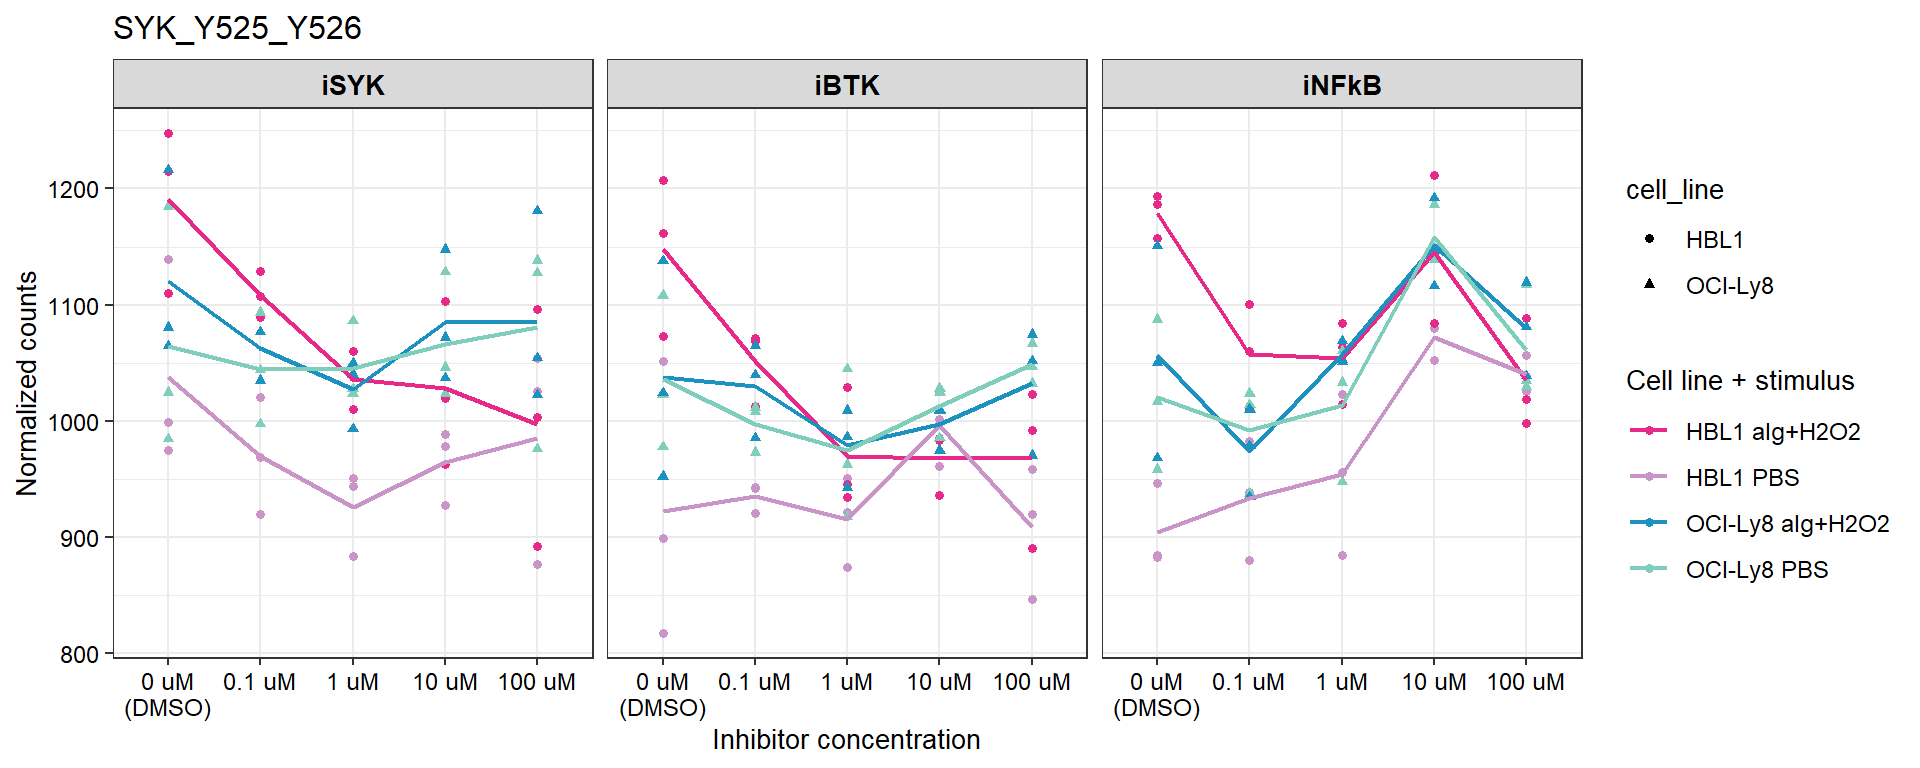 SYK_Y525_Y526
iSYK
iBTK
iNFkB
Normalized counts
1200
1100
1000
900
800
0 uM
(DMSO)
0.1 uM
1 uM
10 uM
100 uM
0 uM
(DMSO)
0.1 uM
1 uM
10 uM
100 uM
0 uM
(DMSO)
0.1 uM
1 uM
10 uM
100 uM
Inhibitor concentration
cell_line
HBL1
OCI-Ly8
Cell line + stimulus
HBL1 aIg+H2O2
HBL1 PBS
OCI-Ly8 aIg+H2O2
OCI-Ly8 PBS